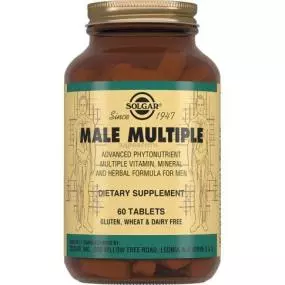 SOLGAR®
Since 1947
MALE MULTIPLE
ADVANCED PHYTONUTRIENT
MULTIPLE VITAMIN, MINERAL
AND HERBAL FORMULA FOR MEN
DIETARY SUPPLEMENT
60 TABLETS
GLUTEN, WHEAT & DAIRY FREE